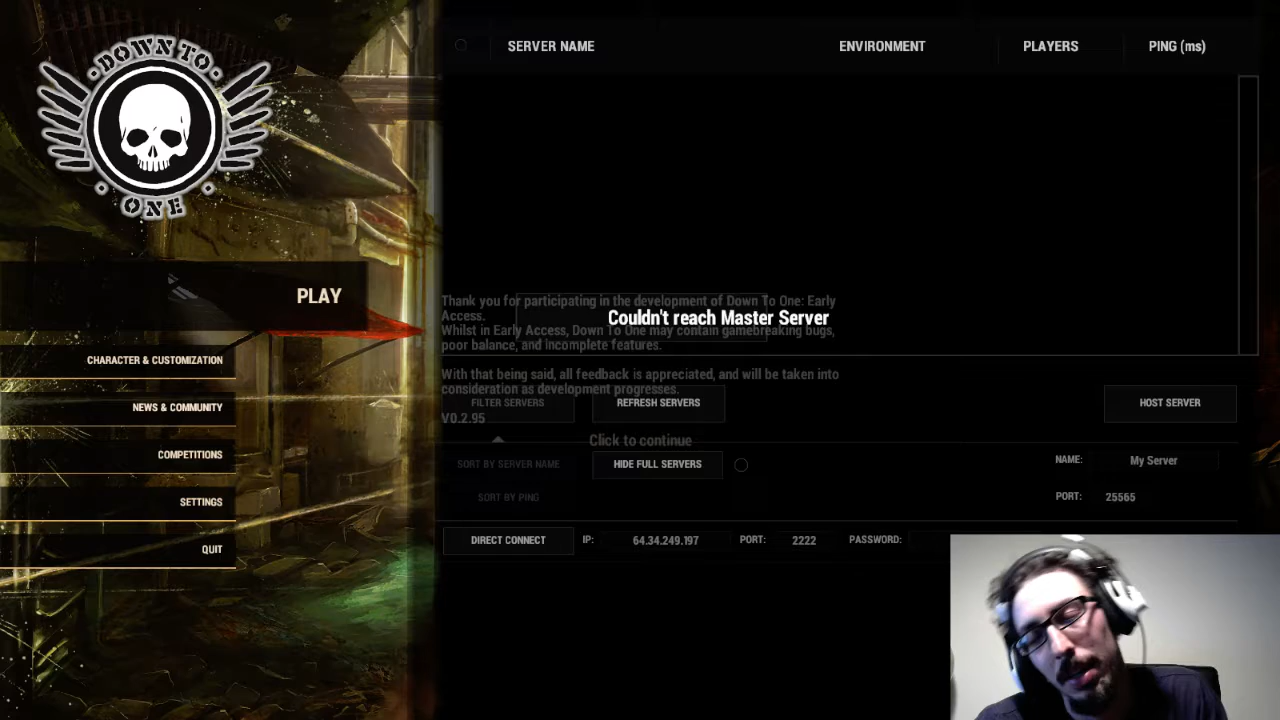 DOWN TO
ONE
PLAY
CHARACTER & CUSTOMIZATION
NEWS & COMMUNITY
COMPETITIONS
SETTINGS
QUIT
SERVER NAME ENVIRONMENT PLAYERS PING (ms)
Thank you for participating in the development of Down To One: Early
Access.
Couldn't reach Master Server
Whilst in Early Access, Down To One may contain gamebreaking bugs,
poor balance, and incomplete features.
With that being said, all feedback is appreciated, and will be taken into
consideration as development progresses.
V0.2.95
Click to continue
FILTER SERVERS REFRESH SERVERS HOST SERVER
SORT BY SERVER NAME HIDE FULL SERVERS NAME: My Server
SORT BY PING PORT: 25565
DIRECT CONNECT IP: 64.34.249.197 PORT: 2222 PASSWORD: